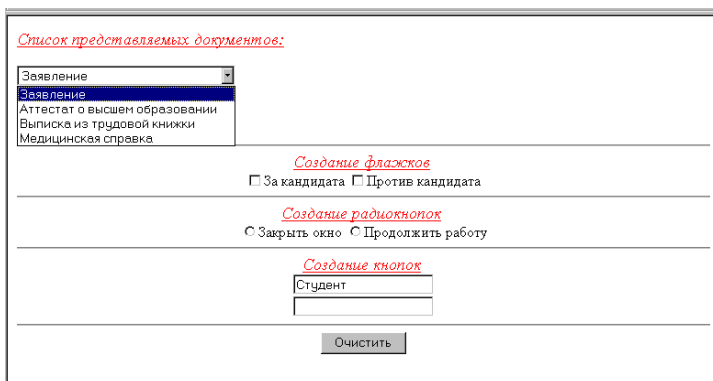 Список представляемых документов:
Заявление
Заявление
Аттестат о высшем образовании
Выписка из трудовой книжки
Медицинская справка
Создание флажков
За кандидата Против кандидата
Создание радиокнопок
Закрыть окно Продолжить работу
Создание кнопок
Студент
Очистить